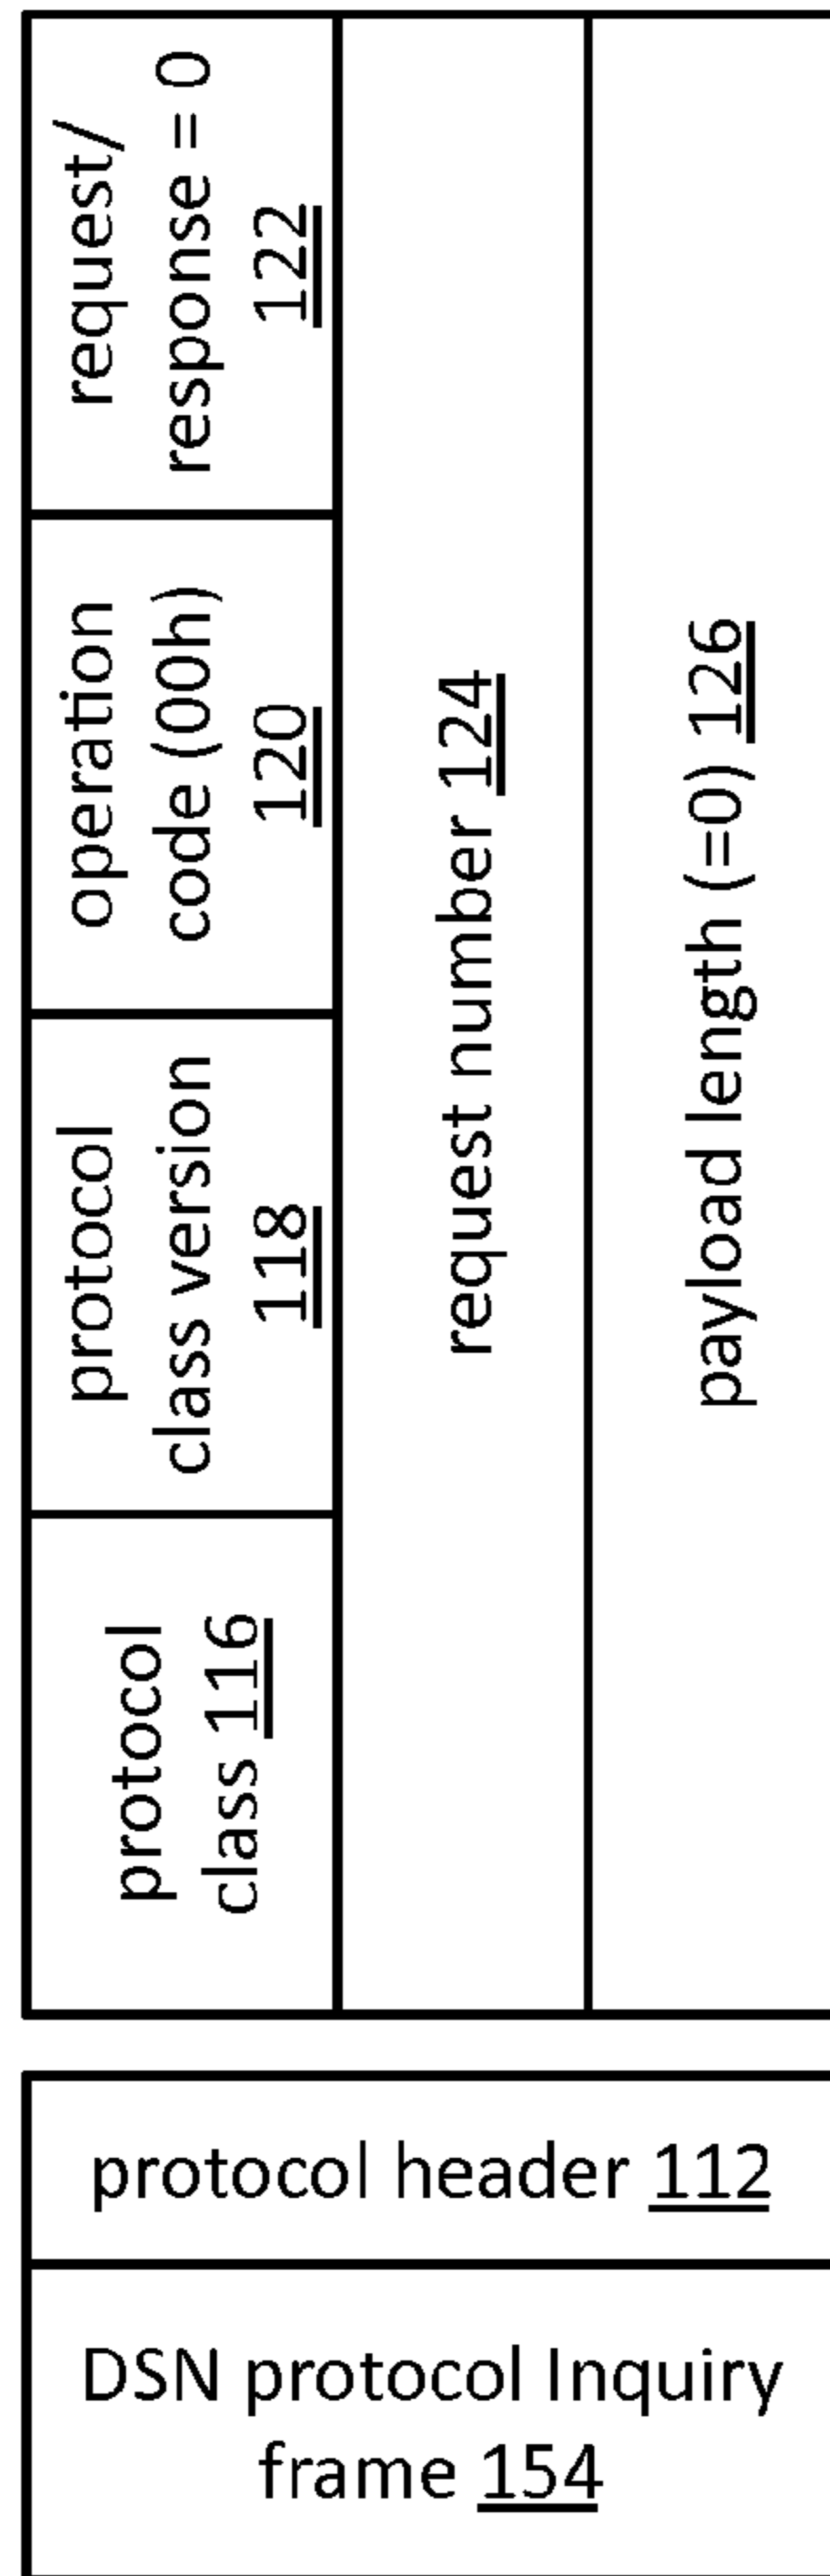 protocol
class 116
protocol
class version
118
operation
code (00h)
120
request/
response = 0
122
request number 124
payload length (=0) 126
protocol header 112
DSN protocol Inquiry
frame 154